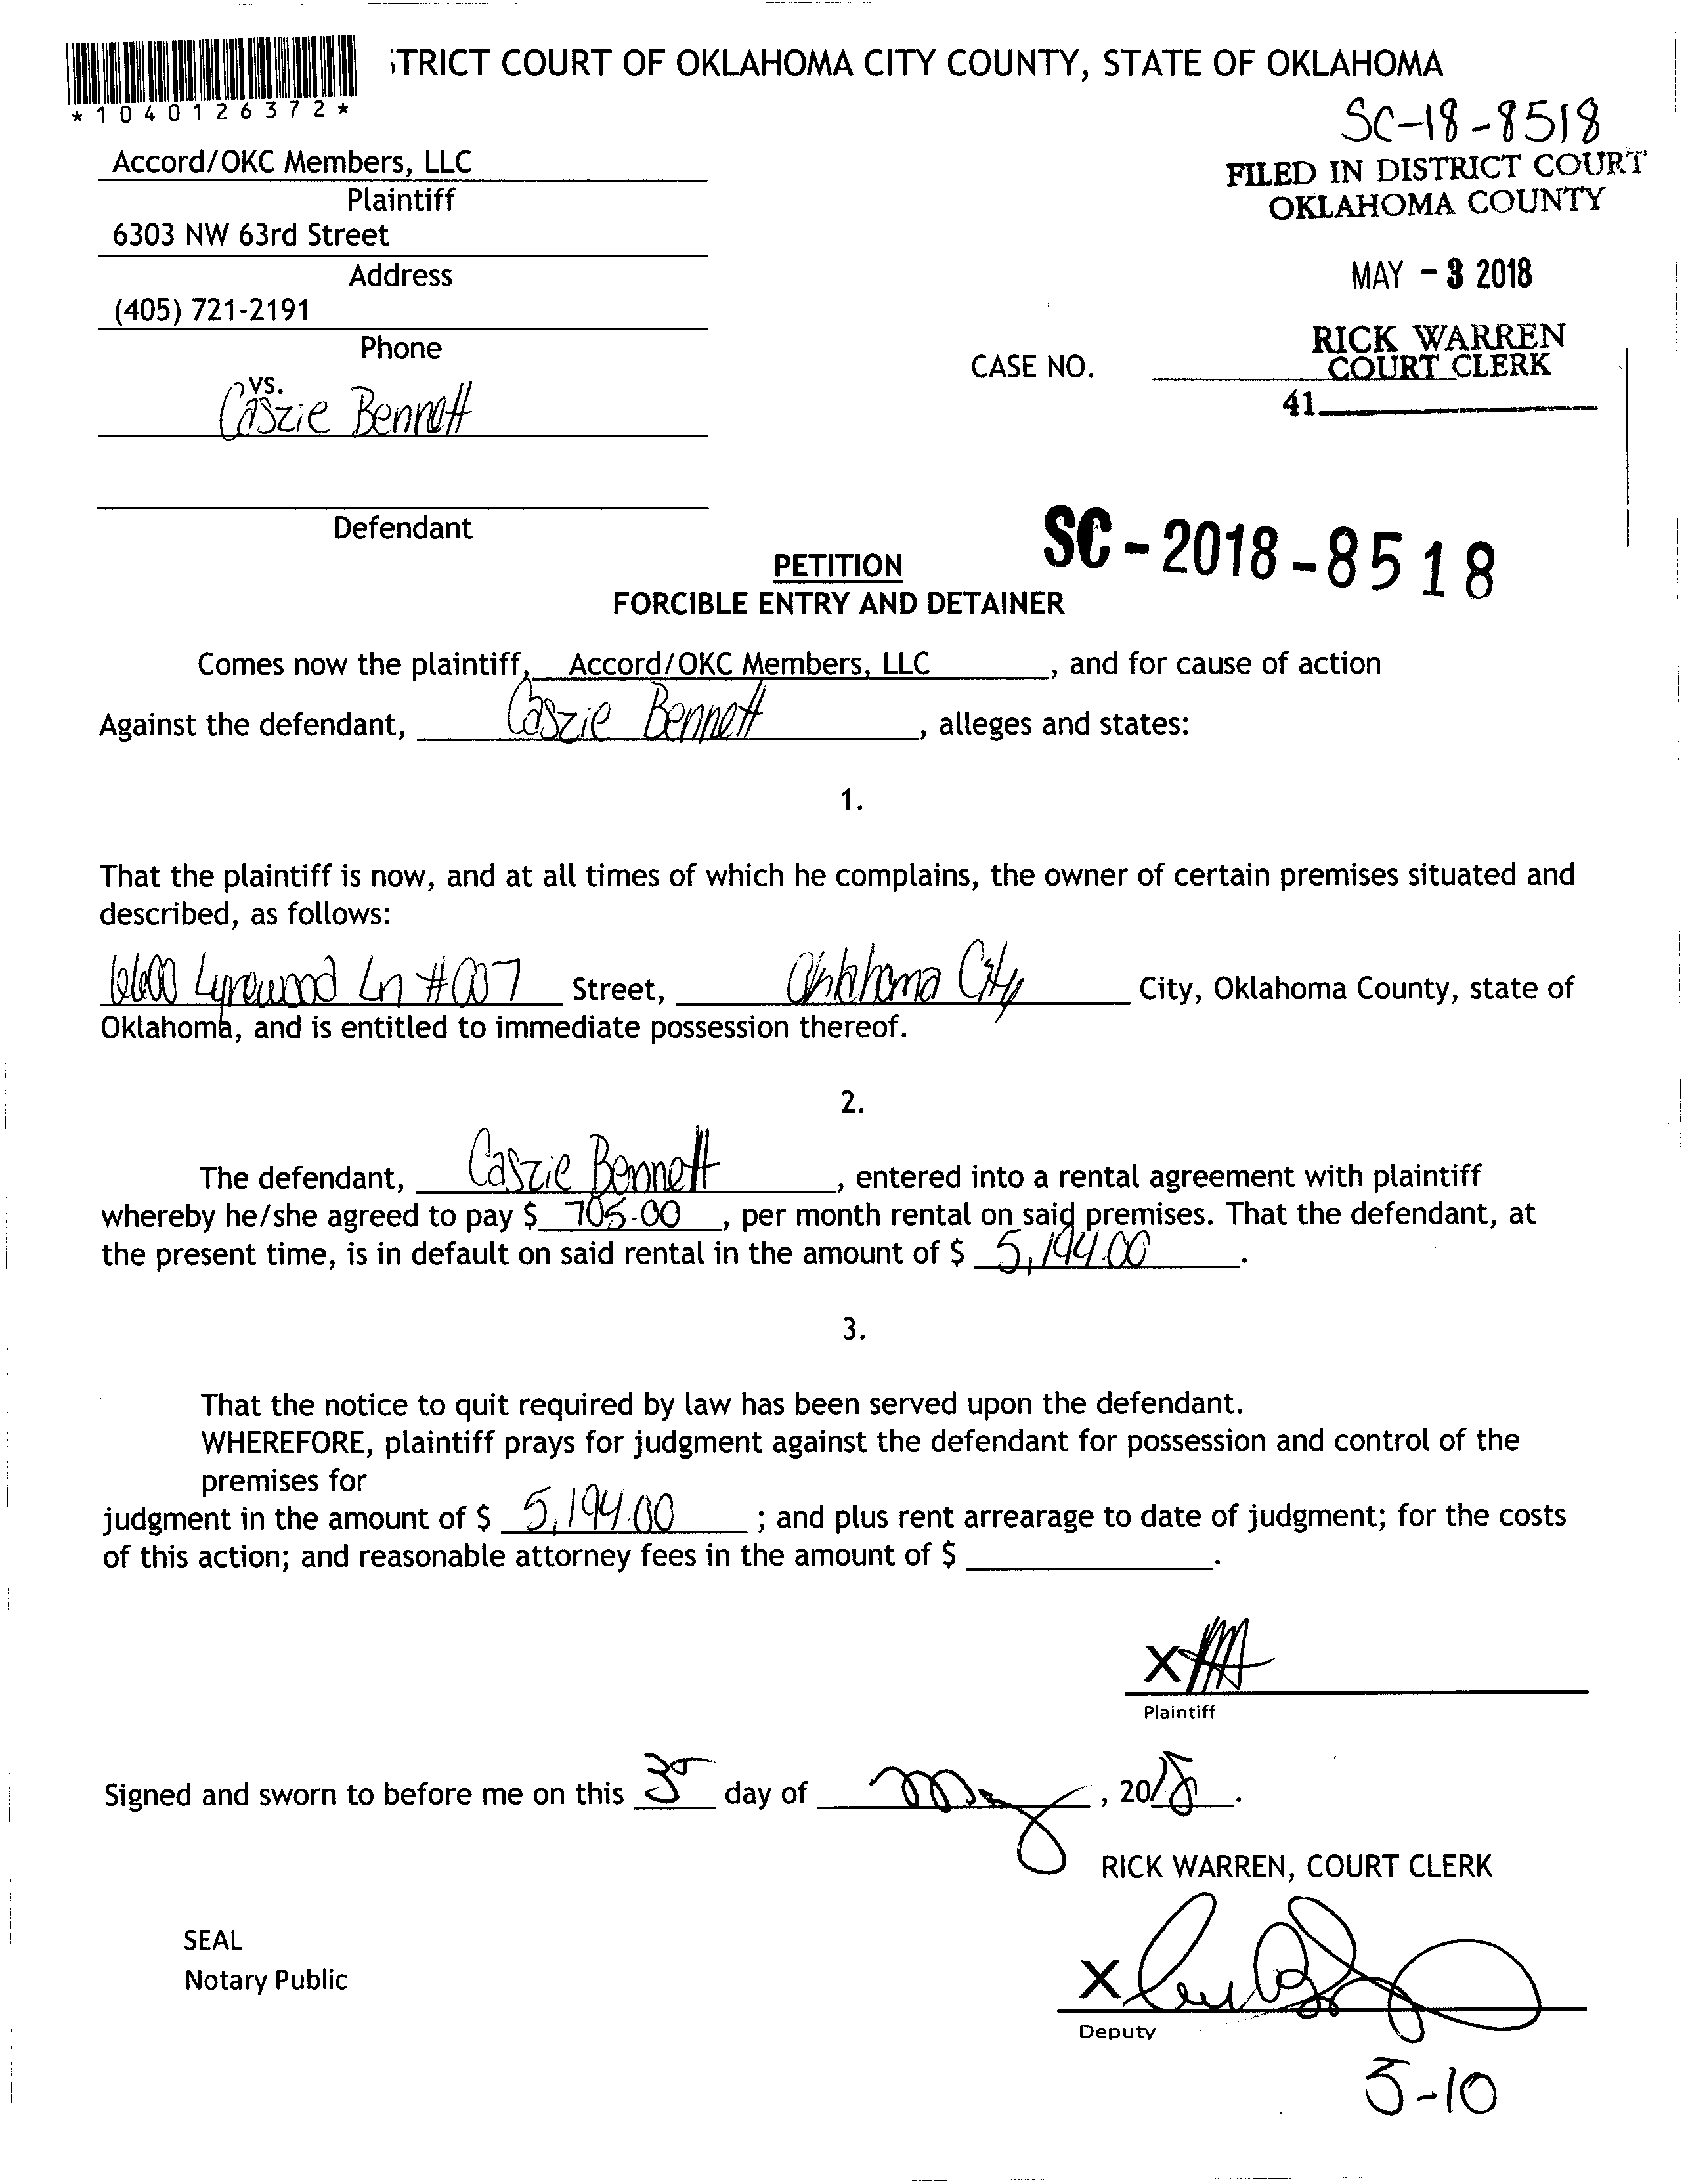 TRICT COURT OF OKLAHOMA CITY COUNTY, STATE OF OKLAHOMA
*1040126372*
SC-18-8518
FILED IN DISTRICT COURT
OKLAHOMA COUNTY
MAY - 3 2018
RICK WARREN
COURT CLERK
41
Accord/OKC Members, LLC
Plaintiff
6303 NW 63rd Street
Address
(405) 721-2191
Phone
CASE NO.
vs.
Caszie Bennett
Defendant
SC-2018-8518
PETITION
FORCIBLE ENTRY AND DETAINER
Comes now the plaintiff, Accord/OKC Members, LLC, and for cause of action
Against the defendant, Caszie Bennett, alleges and states:
1.
That the plaintiff is now, and at all times of which he complains, the owner of certain premises situated and
described, as follows:
6600 Lyrewood Ln #007 Street, Oklahoma City City, Oklahoma County, state of
Oklahoma, and is entitled to immediate possession thereof.
2.
The defendant, Caszie Bennett, entered into a rental agreement with plaintiff
whereby he/she agreed to pay $ 705.00, per month rental on said premises. That the defendant, at
the present time, is in default on said rental in the amount of $ 5,194.00.
3.
That the notice to quit required by law has been served upon the defendant.
WHEREFORE, plaintiff prays for judgment against the defendant for possession and control of the
premises for
judgment in the amount of $ 5,194.00 ; and plus rent arrearage to date of judgment; for the costs
of this action; and reasonable attorney fees in the amount of $ .
X
Plaintiff
Signed and sworn to before me on this 3 day of May, 2018.
RICK WARREN, COURT CLERK
SEAL
Notary Public
X
Deputy
5-10